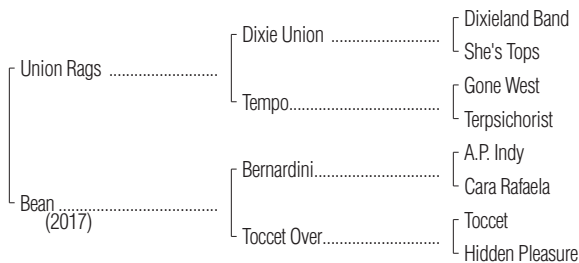 Dixieland Band
Dixie Union ........................
She's Tops
Union Rags ........................
Gone West
Tempo........................
Terpsichorist
A.P. Indy
Bernardini........................
Cara Rafaela
Bean ........................
(2017)
Toccet
Toccet Over........................
Hidden Pleasure